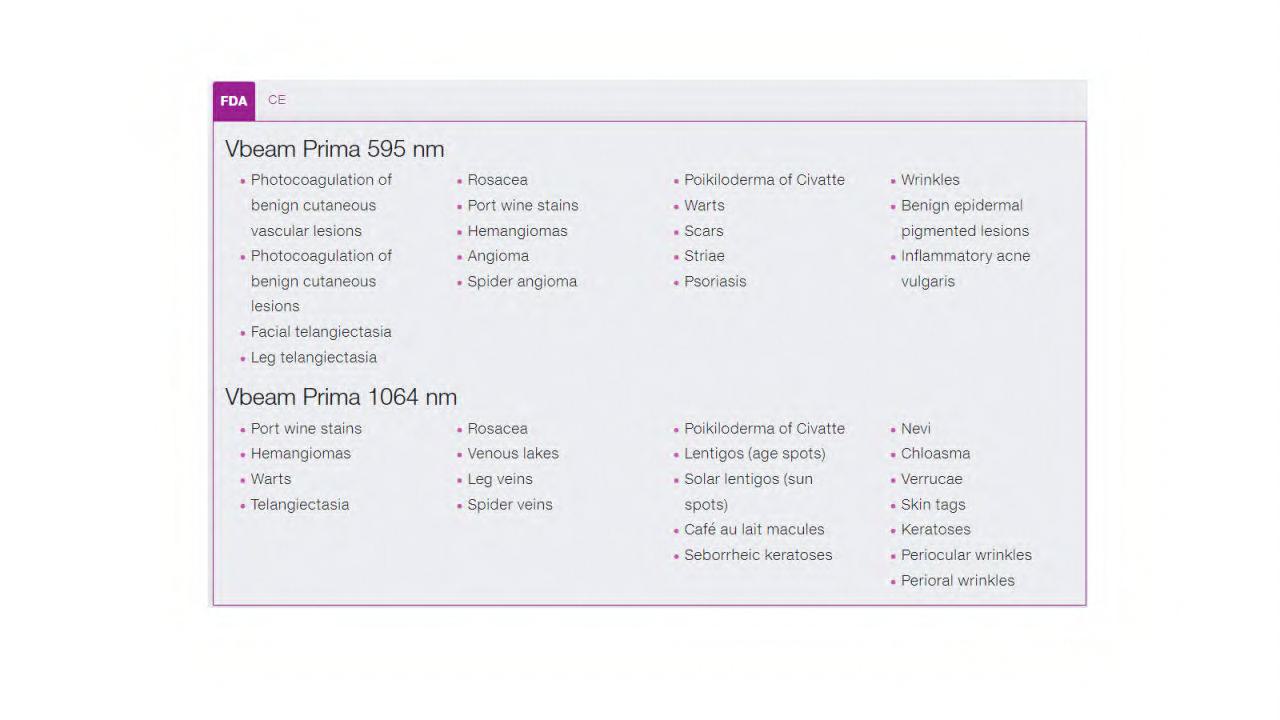 FDA CE
Vbeam Prima 595 nm
Photocoagulation of
benign cutaneous
vascular lesions
Photocoagulation of
benign cutaneous
lesions
Facial telangiectasia
Leg telangiectasia
Rosacea
Port wine stains
Hemangiomas
Angioma
Spider angioma
Poikiloderma of Civatte
Warts
Scars
Striae
Psoriasis
Wrinkles
Benign epidermal
pigmented lesions
Inflammatory acne
vulgaris
Vbeam Prima 1064 nm
Port wine stains
Hemangiomas
Warts
Telangiectasia
Rosacea
Venous lakes
Leg veins
Spider veins
Poikiloderma of Civatte
Lentigos (age spots)
Solar lentigos (sun
spots)
Café au lait macules
Seborrheic keratoses
Nevi
Chloasma
Verrucae
Skin tags
Keratoses
Periocular wrinkles
Perioral wrinkles